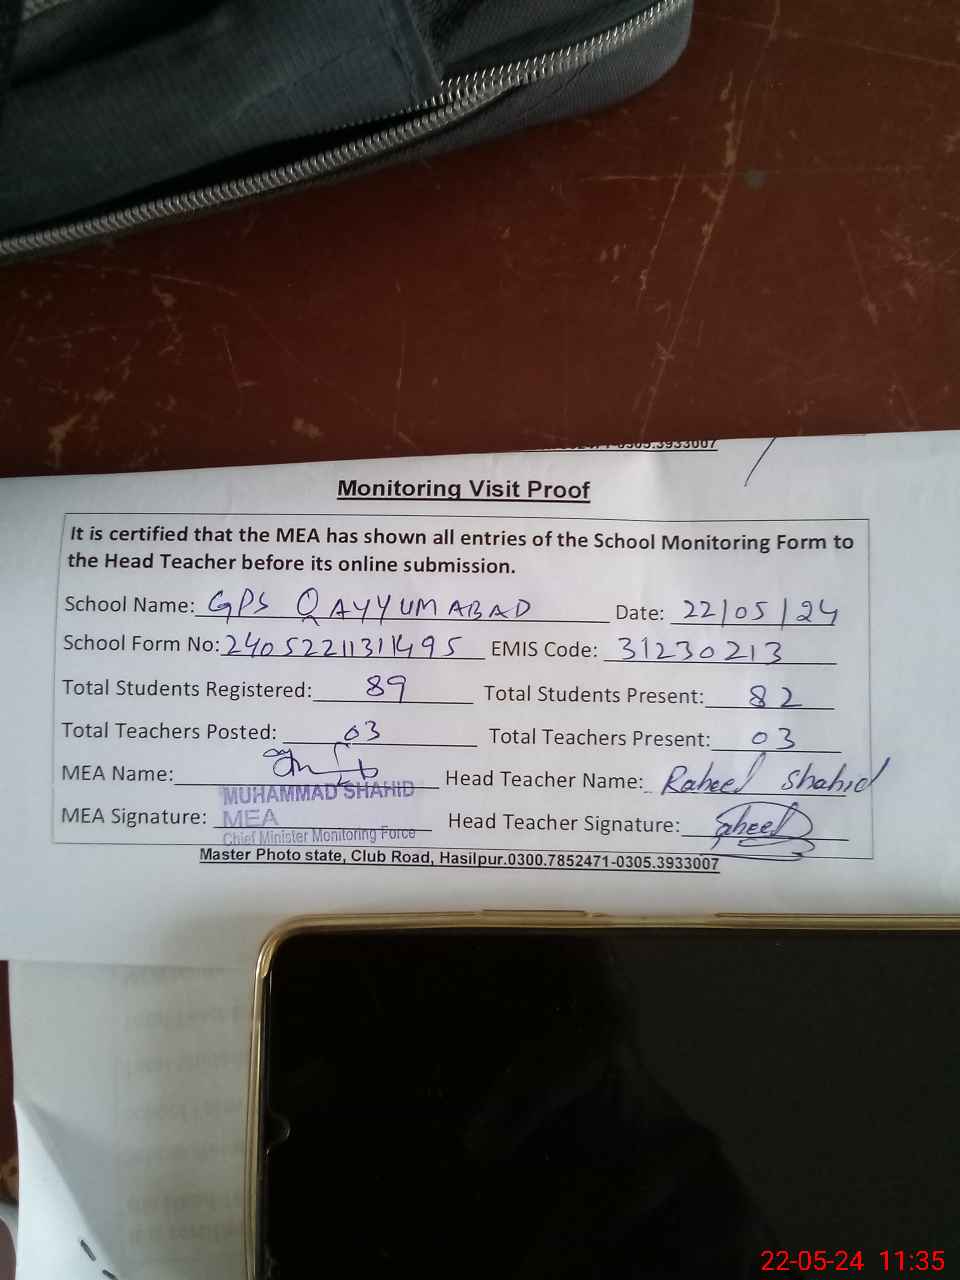 0305.3933007
Monitoring Visit Proof
It is certified that the MEA has shown all entries of the School Monitoring Form to
the Head Teacher before its online submission.
School Name: GPS QAYYUMABAD Date: 22/05/24
School Form No: 24052211311495 EMIS Code: 31230213
Total Students Registered: 89 Total Students Present: 82
Total Teachers Posted: 03 Total Teachers Present: 03
MEA Name: Head Teacher Name: Raheel Shahid
MUHAMMAD SHAHID
MEA Signature: MEA Head Teacher Signature: Raheel
Chief Minister Monitoring Force
Master Photo state, Club Road, Hasilpur.0300.7852471-0305.3933007
22-05-24 11:35